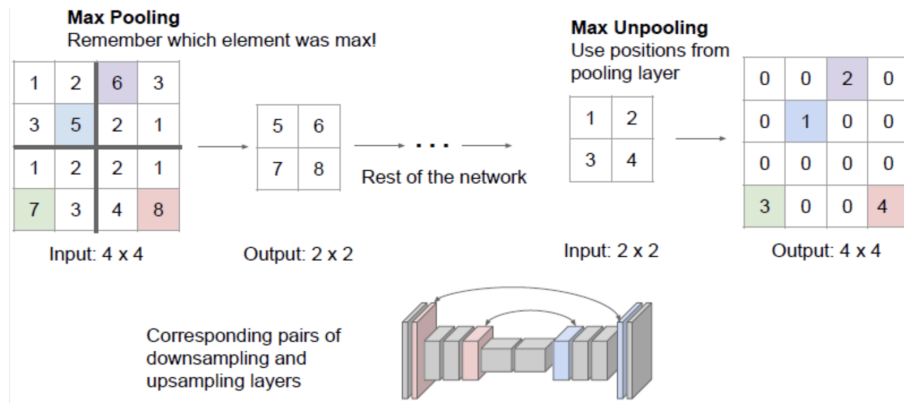 Max Pooling
Remember which element was max!
1 2 6 3
3 5 2 1
1 2 2 1
7 3 4 8
Input: 4 x 4
5 6
7 8
Output: 2 x 2
...
Rest of the network
Max Unpooling
Use positions from
pooling layer
1 2
3 4
Input: 2 x 2
0 0 2 0
0 1 0 0
0 0 0 0
3 0 0 4
Output: 4 x 4
Corresponding pairs of
downsampling and
upsampling layers